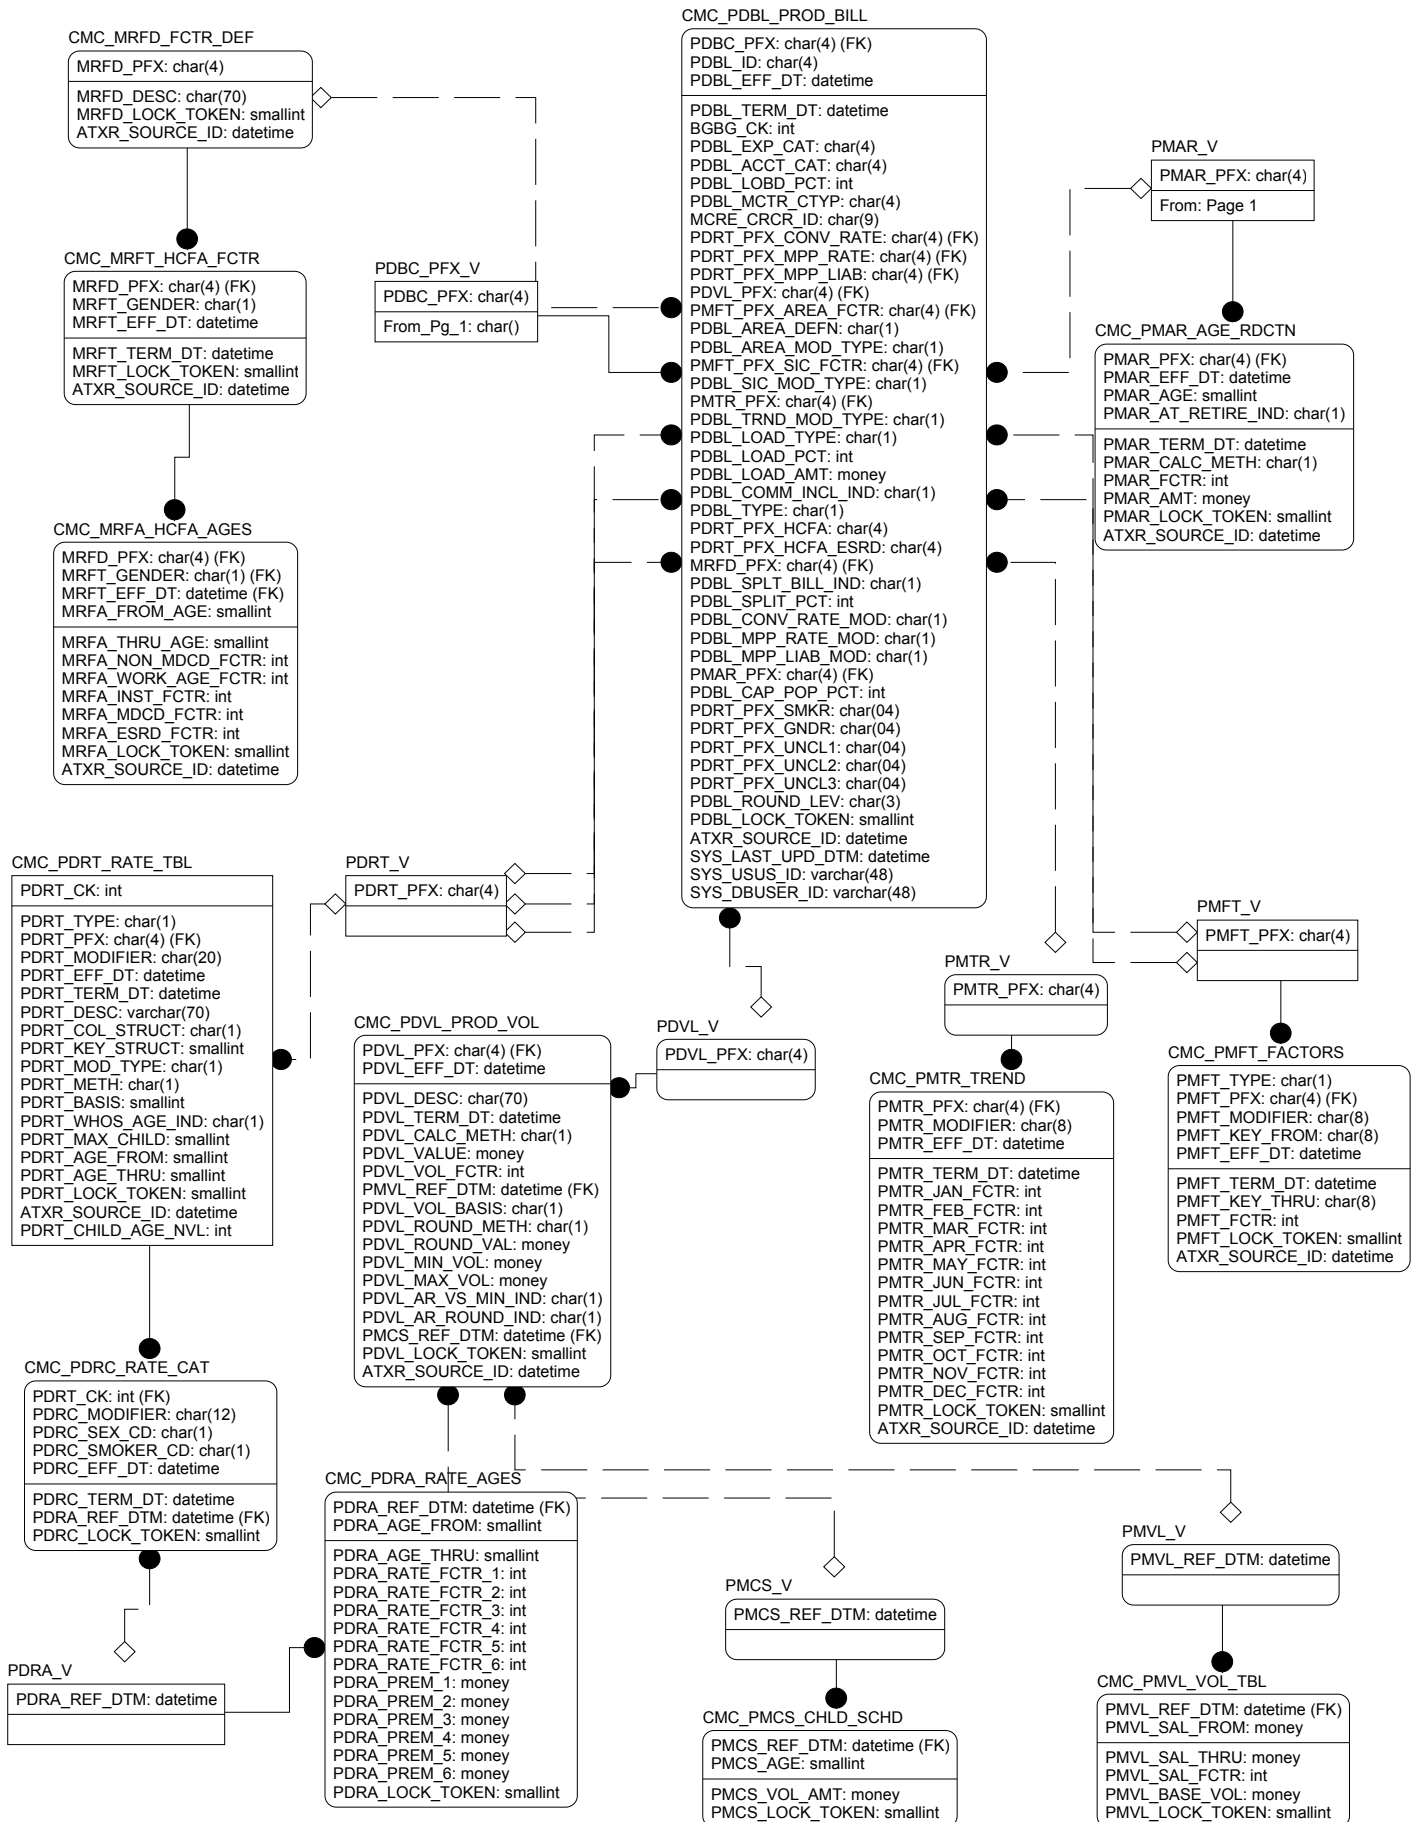 CMC_PDBL_PROD_BILL
PDBC_PFX: char(4) (FK)
PDBL_ID: char(4)
PDBL_EFF_DT: datetime
PDBL_TERM_DT: datetime
BGBG_CK: int
PDBL_EXP_CAT: char(4)
PDBL_ACCT_CAT: char(4)
PDBL_LOBD_PCT: int
PDBL_MCTR_CTYP: char(4)
MCRE_CRCR_ID: char(9)
PDRT_PFX_CONV_RATE: char(4) (FK)
PDRT_PFX_MPP_RATE: char(4) (FK)
PDRT_PFX_MPP_LIAB: char(4) (FK)
PDVL_PFX: char(4) (FK)
PMFT_PFX_AREA_FCTR: char(4) (FK)
PDBL_AREA_DEFN: char(1)
PDBL_AREA_MOD_TYPE: char(1)
PMFT_PFX_SIC_FCTR: char(4) (FK)
PDBL_SIC_MOD_TYPE: char(1)
PMTR_PFX: char(4) (FK)
PDBL_TRND_MOD_TYPE: char(1)
PDBL_LOAD_TYPE: char(1)
PDBL_LOAD_PCT: int
PDBL_LOAD_AMT: money
PDBL_COMM_INCL_IND: char(1)
PDBL_TYPE: char(1)
PDRT_PFX_HCFA: char(4)
PDRT_PFX_HCFA_ESRD: char(4)
MRFD_PFX: char(4) (FK)
PDBL_SPLT_BILL_IND: char(1)
PDBL_SPLIT_PCT: int
PDBL_CONV_RATE_MOD: char(1)
PDBL_MPP_RATE_MOD: char(1)
PDBL_MPP_LIAB_MOD: char(1)
PMAR_PFX: char(4) (FK)
PDBL_CAP_POP_PCT: int
PDRT_PFX_SMKR: char(04)
PDRT_PFX_GNDR: char(04)
PDRT_PFX_UNCL1: char(04)
PDRT_PFX_UNCL2: char(04)
PDRT_PFX_UNCL3: char(04)
PDBL_ROUND_LEV: char(3)
PDBL_LOCK_TOKEN: smallint
ATXR_SOURCE_ID: datetime
SYS_LAST_UPD_DTM: datetime
SYS_USUS_ID: varchar(48)
SYS_DBUSER_ID: varchar(48)
CMC_MRFD_FCTR_DEF
MRFD_PFX: char(4)
MRFD_DESC: char(70)
MRFD_LOCK_TOKEN: smallint
ATXR_SOURCE_ID: datetime
CMC_MRFT_HCFA_FCTR
MRFD_PFX: char(4) (FK)
MRFT_GENDER: char(1)
MRFT_EFF_DT: datetime
MRFT_TERM_DT: datetime
MRFT_LOCK_TOKEN: smallint
ATXR_SOURCE_ID: datetime
CMC_MRFA_HCFA_AGES
MRFD_PFX: char(4) (FK)
MRFT_GENDER: char(1) (FK)
MRFT_EFF_DT: datetime (FK)
MRFA_FROM_AGE: smallint
MRFA_THRU_AGE: smallint
MRFA_NON_MDCD_FCTR: int
MRFA_WORK_AGE_FCTR: int
MRFA_INST_FCTR: int
MRFA_MDCD_FCTR: int
MRFA_ESRD_FCTR: int
MRFA_LOCK_TOKEN: smallint
ATXR_SOURCE_ID: datetime
PDBC_PFX_V
PDBC_PFX: char(4)
From_Pg_1: char()
PMAR_V
PMAR_PFX: char(4)
From: Page 1
CMC_PMAR_AGE_RDCTN
PMAR_PFX: char(4) (FK)
PMAR_EFF_DT: datetime
PMAR_AGE: smallint
PMAR_AT_RETIRE_IND: char(1)
PMAR_TERM_DT: datetime
PMAR_CALC_METH: char(1)
PMAR_FCTR: int
PMAR_AMT: money
PMAR_LOCK_TOKEN: smallint
ATXR_SOURCE_ID: datetime
CMC_PDRT_RATE_TBL
PDRT_CK: int
PDRT_TYPE: char(1)
PDRT_PFX: char(4) (FK)
PDRT_MODIFIER: char(20)
PDRT_EFF_DT: datetime
PDRT_TERM_DT: datetime
PDRT_DESC: varchar(70)
PDRT_COL_STRUCT: char(1)
PDRT_KEY_STRUCT: smallint
PDRT_MOD_TYPE: char(1)
PDRT_METH: char(1)
PDRT_BASIS: smallint
PDRT_WHOS_AGE_IND: char(1)
PDRT_MAX_CHILD: smallint
PDRT_AGE_FROM: smallint
PDRT_AGE_THRU: smallint
PDRT_LOCK_TOKEN: smallint
ATXR_SOURCE_ID: datetime
PDRT_CHILD_AGE_NVL: int
PDRT_V
PDRT_PFX: char(4)
CMC_PDVL_PROD_VOL
PDVL_PFX: char(4) (FK)
PDVL_EFF_DT: datetime
PDVL_DESC: char(70)
PDVL_TERM_DT: datetime
PDVL_CALC_METH: char(1)
PDVL_VALUE: money
PDVL_VOL_FCTR: int
PMVL_REF_DTM: datetime (FK)
PDVL_VOL_BASIS: char(1)
PDVL_ROUND_METH: char(1)
PDVL_ROUND_VAL: money
PDVL_MIN_VOL: money
PDVL_MAX_VOL: money
PDVL_AR_VS_MIN_IND: char(1)
PDVL_AR_ROUND_IND: char(1)
PMCS_REF_DTM: datetime (FK)
PDVL_LOCK_TOKEN: smallint
ATXR_SOURCE_ID: datetime
PDVL_V
PDVL_PFX: char(4)
PMTR_V
PMTR_PFX: char(4)
CMC_PMTR_TREND
PMTR_PFX: char(4) (FK)
PMTR_MODIFIER: char(8)
PMTR_EFF_DT: datetime
PMTR_TERM_DT: datetime
PMTR_JAN_FCTR: int
PMTR_FEB_FCTR: int
PMTR_MAR_FCTR: int
PMTR_APR_FCTR: int
PMTR_MAY_FCTR: int
PMTR_JUN_FCTR: int
PMTR_JUL_FCTR: int
PMTR_AUG_FCTR: int
PMTR_SEP_FCTR: int
PMTR_OCT_FCTR: int
PMTR_NOV_FCTR: int
PMTR_DEC_FCTR: int
PMTR_LOCK_TOKEN: smallint
ATXR_SOURCE_ID: datetime
PMFT_V
PMFT_PFX: char(4)
CMC_PMFT_FACTORS
PMFT_TYPE: char(1)
PMFT_PFX: char(4) (FK)
PMFT_MODIFIER: char(8)
PMFT_KEY_FROM: char(8)
PMFT_EFF_DT: datetime
PMFT_TERM_DT: datetime
PMFT_KEY_THRU: char(8)
PMFT_FCTR: int
PMFT_LOCK_TOKEN: smallint
ATXR_SOURCE_ID: datetime
CMC_PDRC_RATE_CAT
PDRT_CK: int (FK)
PDRC_MODIFIER: char(12)
PDRC_SEX_CD: char(1)
PDRC_SMOKER_CD: char(1)
PDRC_EFF_DT: datetime
PDRC_TERM_DT: datetime
PDRA_REF_DTM: datetime (FK)
PDRC_LOCK_TOKEN: smallint
PDRA_V
PDRA_REF_DTM: datetime
CMC_PDRA_RATE_AGES
PDRA_REF_DTM: datetime (FK)
PDRA_AGE_FROM: smallint
PDRA_AGE_THRU: smallint
PDRA_RATE_FCTR_1: int
PDRA_RATE_FCTR_2: int
PDRA_RATE_FCTR_3: int
PDRA_RATE_FCTR_4: int
PDRA_RATE_FCTR_5: int
PDRA_RATE_FCTR_6: int
PDRA_PREM_1: money
PDRA_PREM_2: money
PDRA_PREM_3: money
PDRA_PREM_4: money
PDRA_PREM_5: money
PDRA_PREM_6: money
PDRA_LOCK_TOKEN: smallint
PMCS_V
PMCS_REF_DTM: datetime
CMC_PMCS_CHLD_SCHD
PMCS_REF_DTM: datetime (FK)
PMCS_AGE: smallint
PMCS_VOL_AMT: money
PMCS_LOCK_TOKEN: smallint
PMVL_V
PMVL_REF_DTM: datetime
CMC_PMVL_VOL_TBL
PMVL_REF_DTM: datetime (FK)
PMVL_SAL_FROM: money
PMVL_SAL_THRU: money
PMVL_SAL_FCTR: int
PMVL_BASE_VOL: money
PMVL_LOCK_TOKEN: smallint